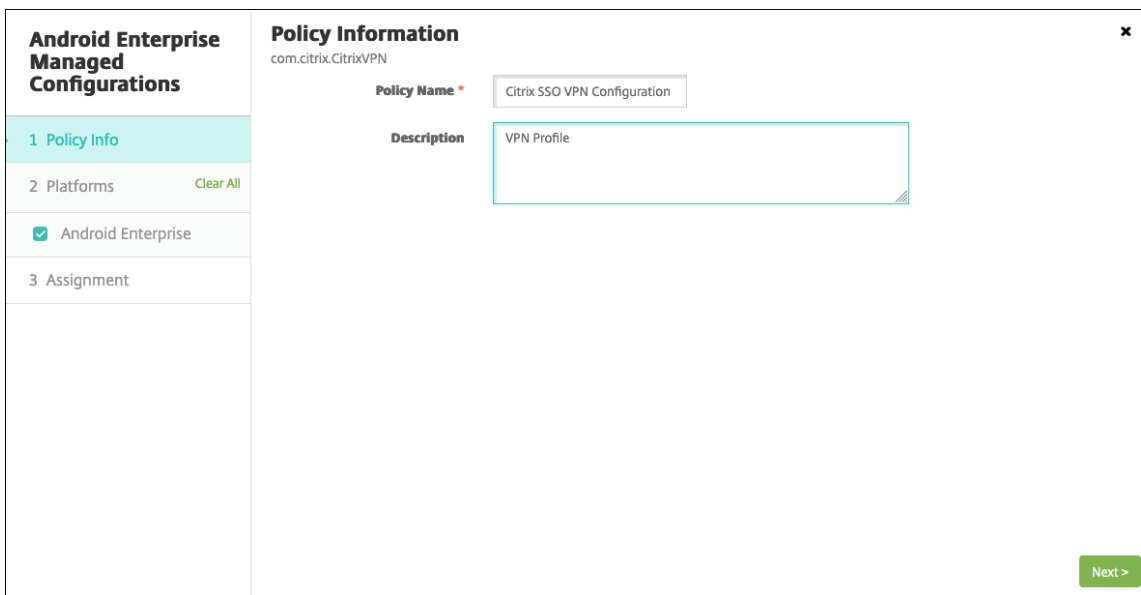 Android Enterprise
Managed
Configurations
1 Policy Info
2 Platforms
Clear All
Android Enterprise
3 Assignment
Policy Information
com.citrix.CitrixVPN
Policy Name *
Citrix SSO VPN Configuration
Description
VPN Profile
Next >